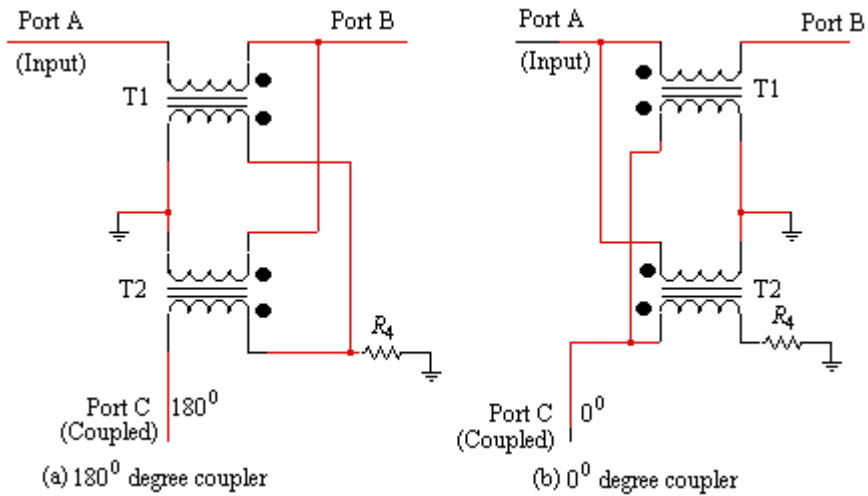 Port A
Port B
(Input)
T1
T2
R4
Port C
180⁰
(Coupled)
(a) 180⁰ degree coupler
Port A
Port B
(Input)
T1
T2
R4
Port C
0⁰
(Coupled)
(b) 0⁰ degree coupler